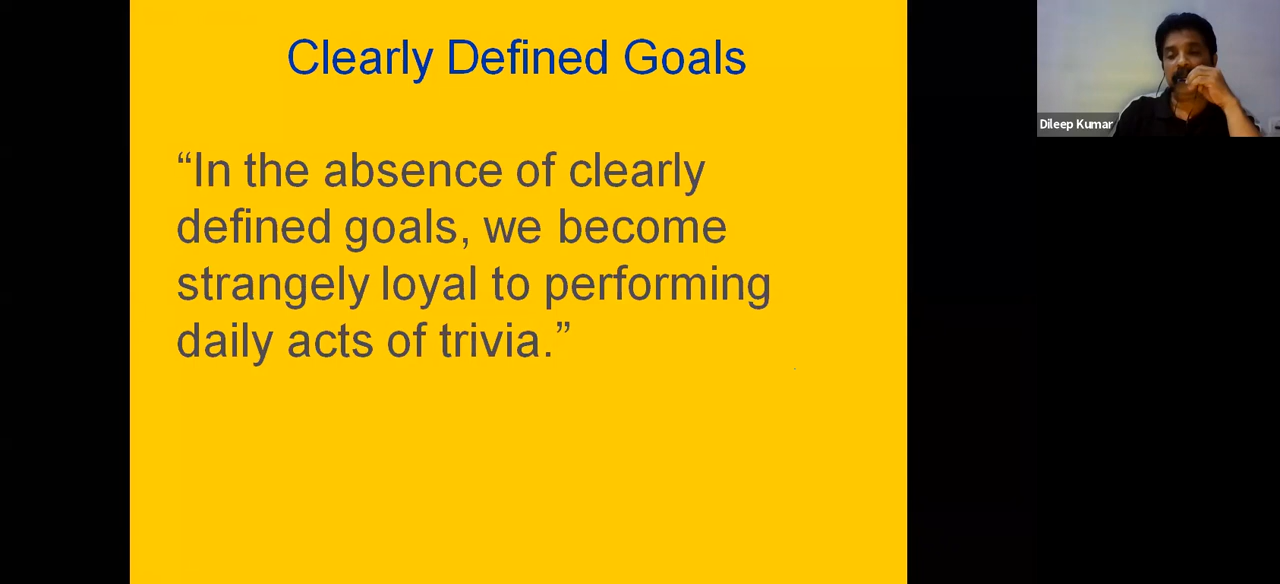 Clearly Defined Goals
“In the absence of clearly
defined goals, we become
strangely loyal to performing
daily acts of trivia.”
Dileep Kumar